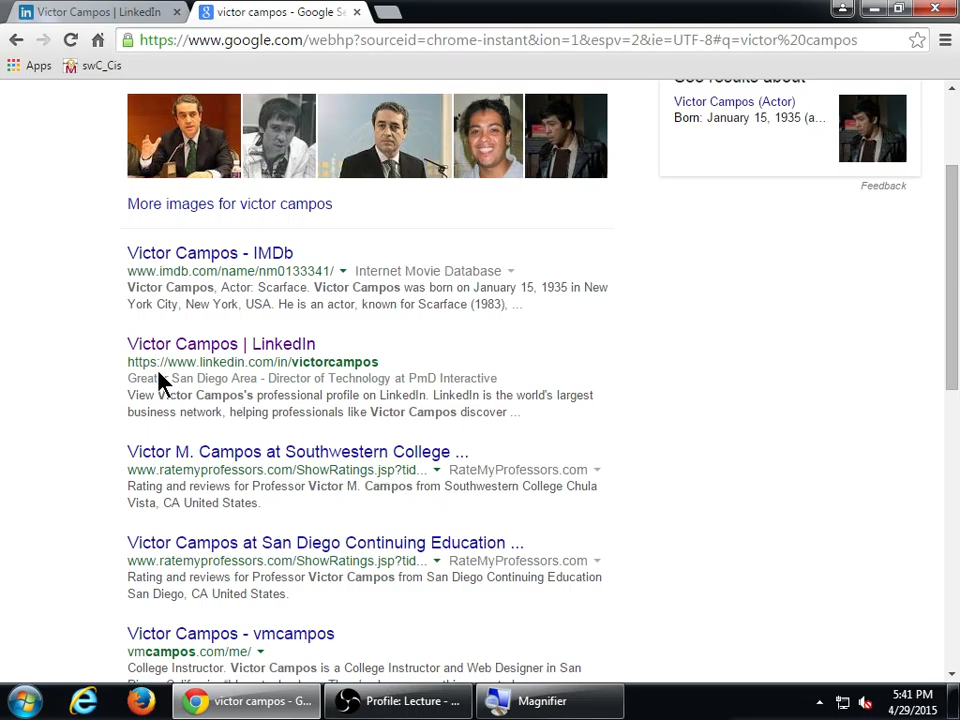 Victor Campos | LinkedIn
victor campos - Google Se
https://www.google.com/webhp?sourceid=chrome-instant&ion=1&espv=2&ie=UTF-8#q=victor%20campos
Apps swC_Cis
See results about
Victor Campos (Actor)
Born: January 15, 1935 (a...
Feedback
More images for victor campos
Victor Campos - IMDb
www.imdb.com/name/nm0133341/ Internet Movie Database
Victor Campos, Actor: Scarface. Victor Campos was born on January 15, 1935 in New
York City, New York, USA. He is an actor, known for Scarface (1983), ...
Victor Campos | LinkedIn
https://www.linkedin.com/in/victorcampos
Greater San Diego Area - Director of Technology at PmD Interactive
View Victor Campos's professional profile on LinkedIn. LinkedIn is the world's largest
business network, helping professionals like Victor Campos discover ...
Victor M. Campos at Southwestern College ...
www.ratemyprofessors.com/ShowRatings.jsp?tid... RateMyProfessors.com
Rating and reviews for Professor Victor M. Campos from Southwestern College Chula
Vista, CA United States.
Victor Campos at San Diego Continuing Education ...
www.ratemyprofessors.com/ShowRatings.jsp?tid... RateMyProfessors.com
Rating and reviews for Professor Victor Campos from San Diego Continuing Education
San Diego, CA United States.
Victor Campos - vmcampos
vmcampos.com/me/
College Instructor. Victor Campos is a College Instructor and Web Designer in San
victor campos - G...
Profile: Lecture - ...
Magnifier
5:41 PM
4/29/2015